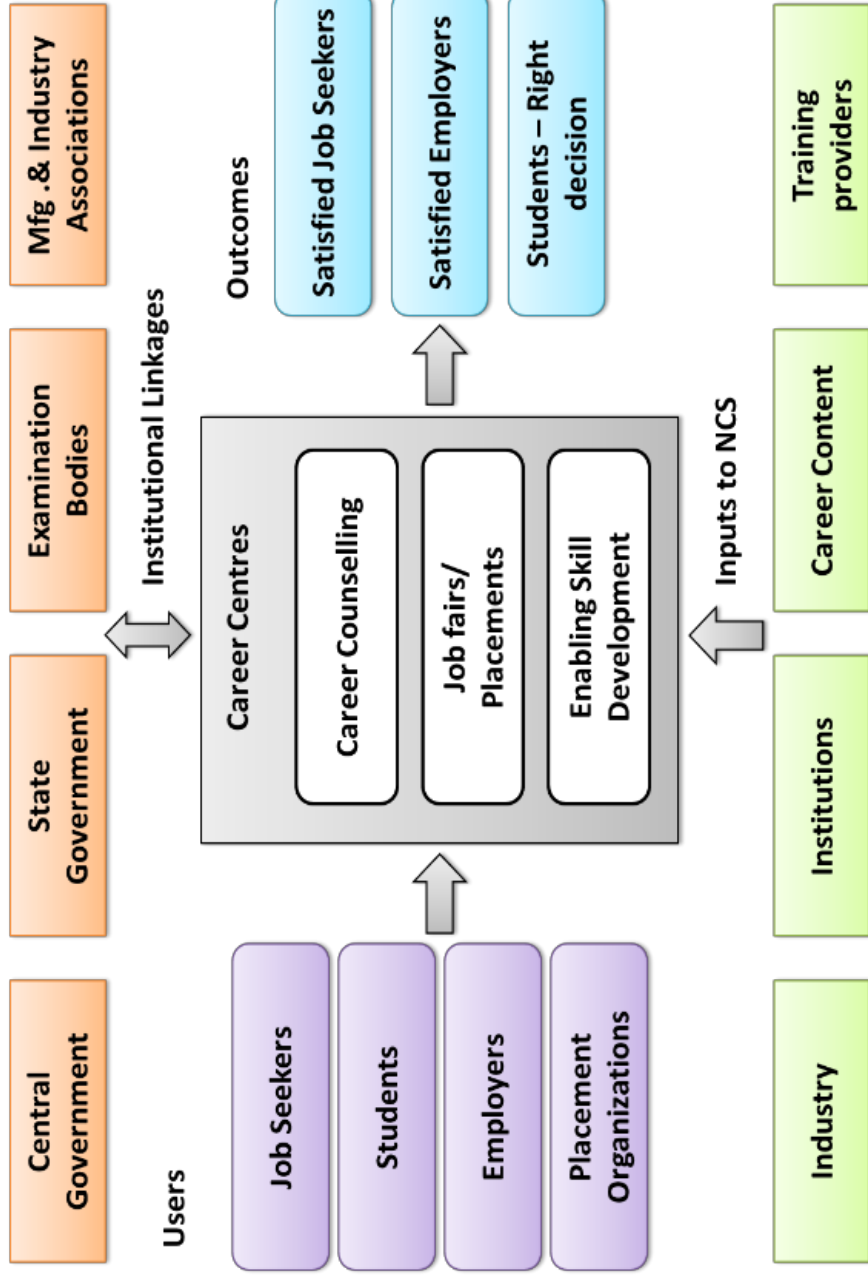 Central
Government
State
Government
Examination
Bodies
Mfg .& Industry
Associations
Institutional Linkages
Users
Job Seekers
Students
Employers
Placement
Organizations
Career Centres
Career Counselling
Job fairs/
Placements
Enabling Skill
Development
Outcomes
Satisfied Job Seekers
Satisfied Employers
Students – Right
decision
Inputs to NCS
Industry
Institutions
Career Content
Training
providers